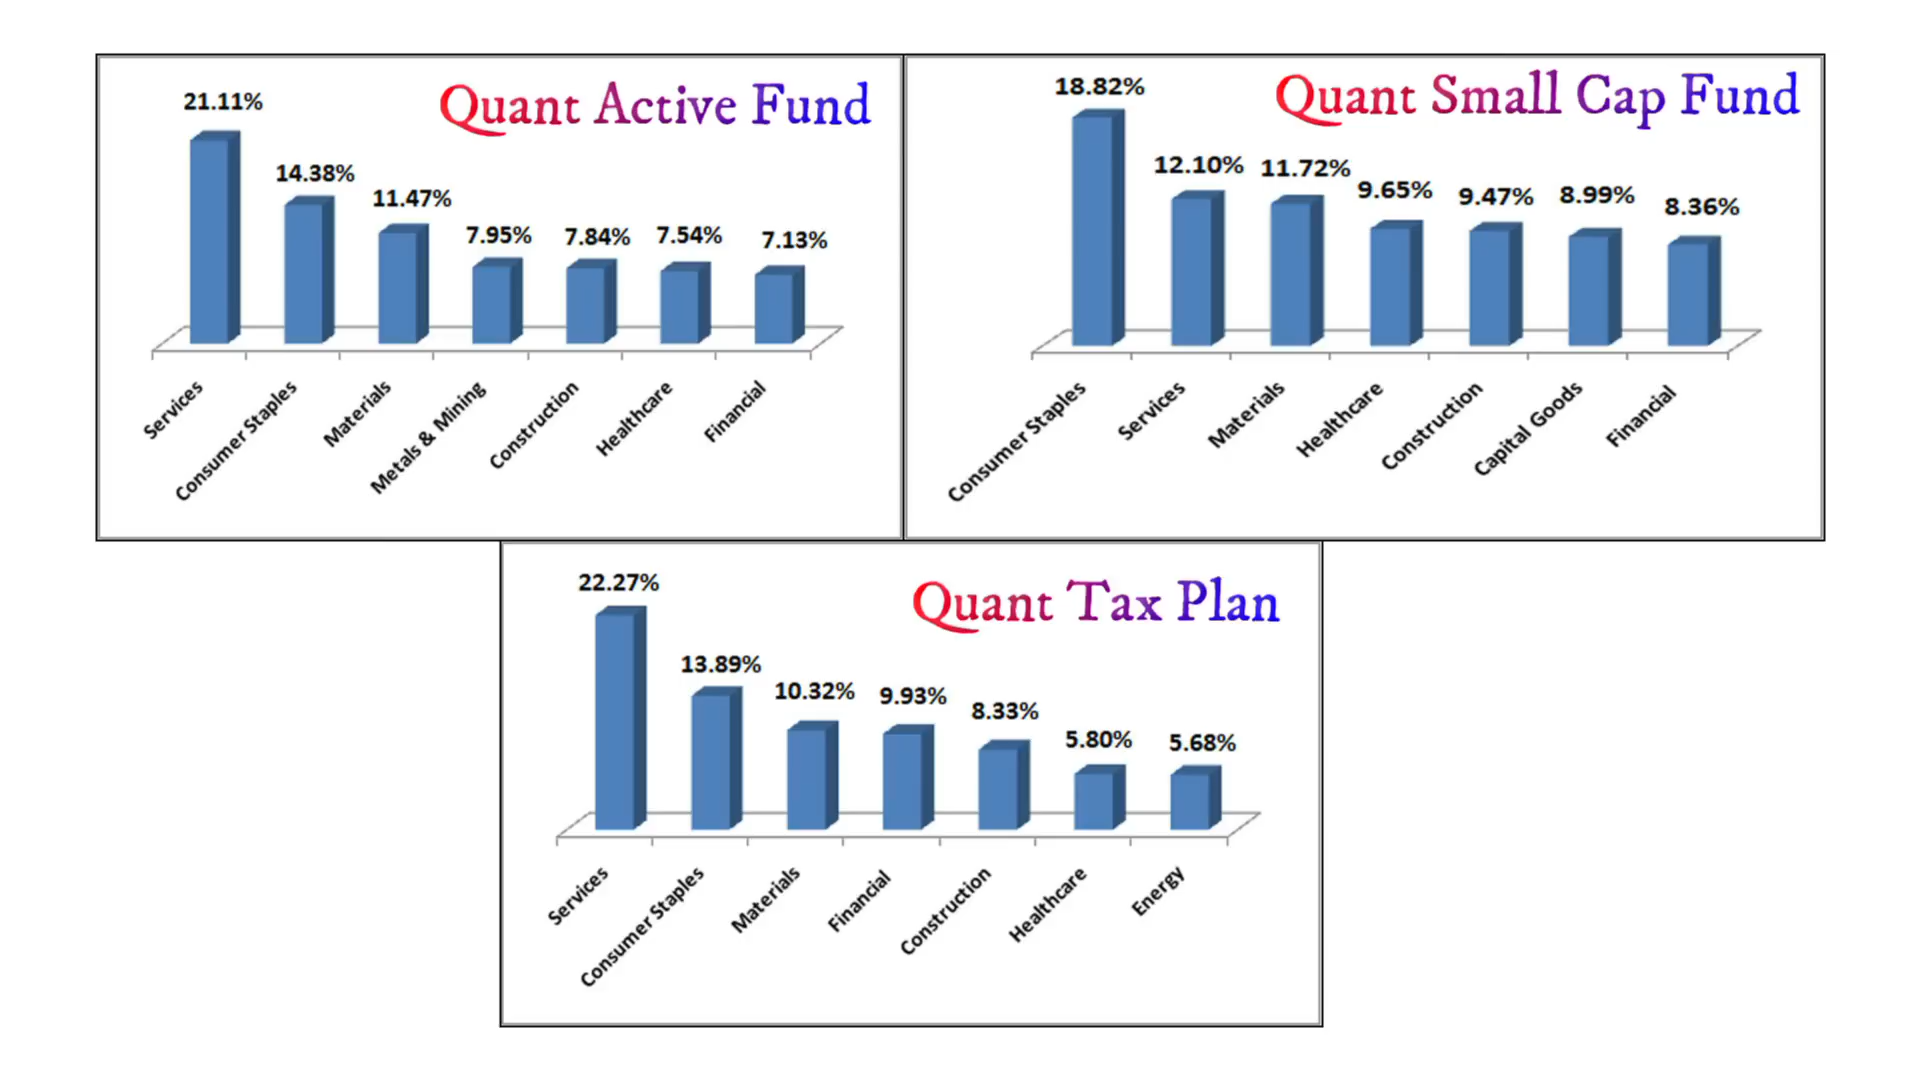 Quant Active Fund
21.11%
14.38%
11.47%
7.95%
7.84%
7.54%
7.13%
Services
Consumer Staples
Materials
Metals & Mining
Construction
Healthcare
Financial
Quant Small Cap Fund
18.82%
12.10%
11.72%
9.65%
9.47%
8.99%
8.36%
Consumer Staples
Services
Materials
Healthcare
Construction
Capital Goods
Financial
Quant Tax Plan
22.27%
13.89%
10.32%
9.93%
8.33%
5.80%
5.68%
Services
Consumer Staples
Materials
Financial
Construction
Healthcare
Energy